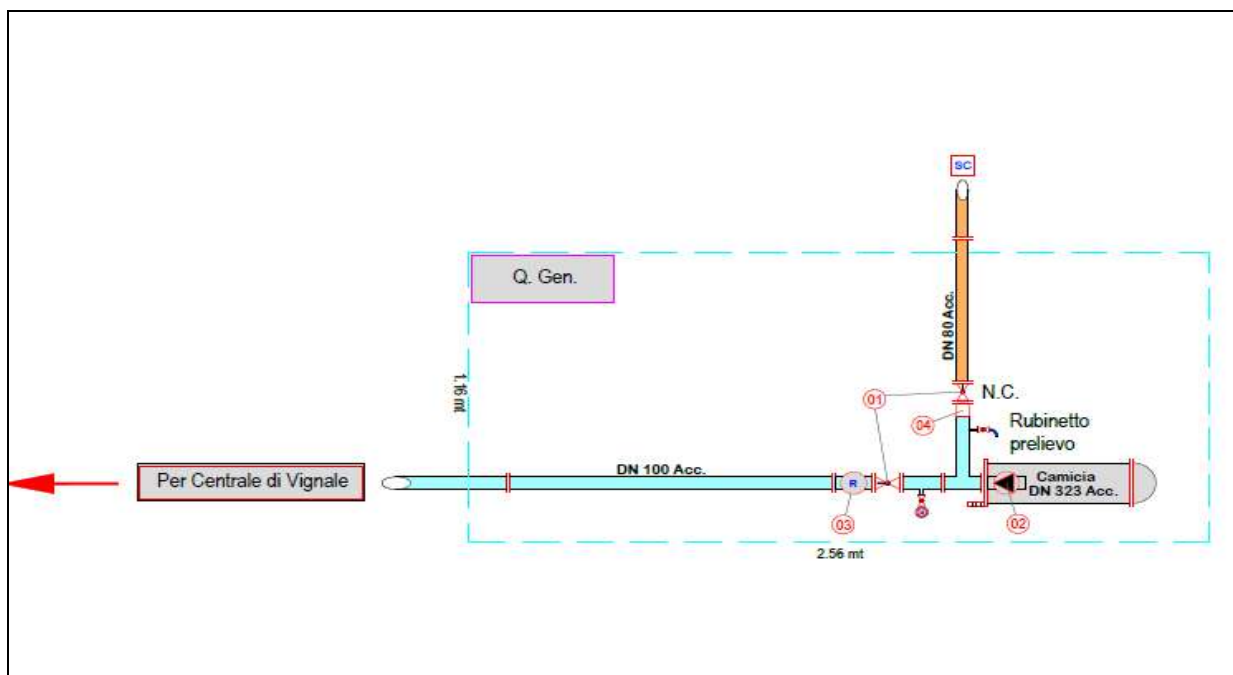 SC
Q. Gen.
DN 80 Acc.
1.16 mt
N.C.
01
04
Rubinetto
prelievo
DN 100 Acc.
Per Centrale di Vignale
R
Camicia
DN 323 Acc.
03
02
2.56 mt